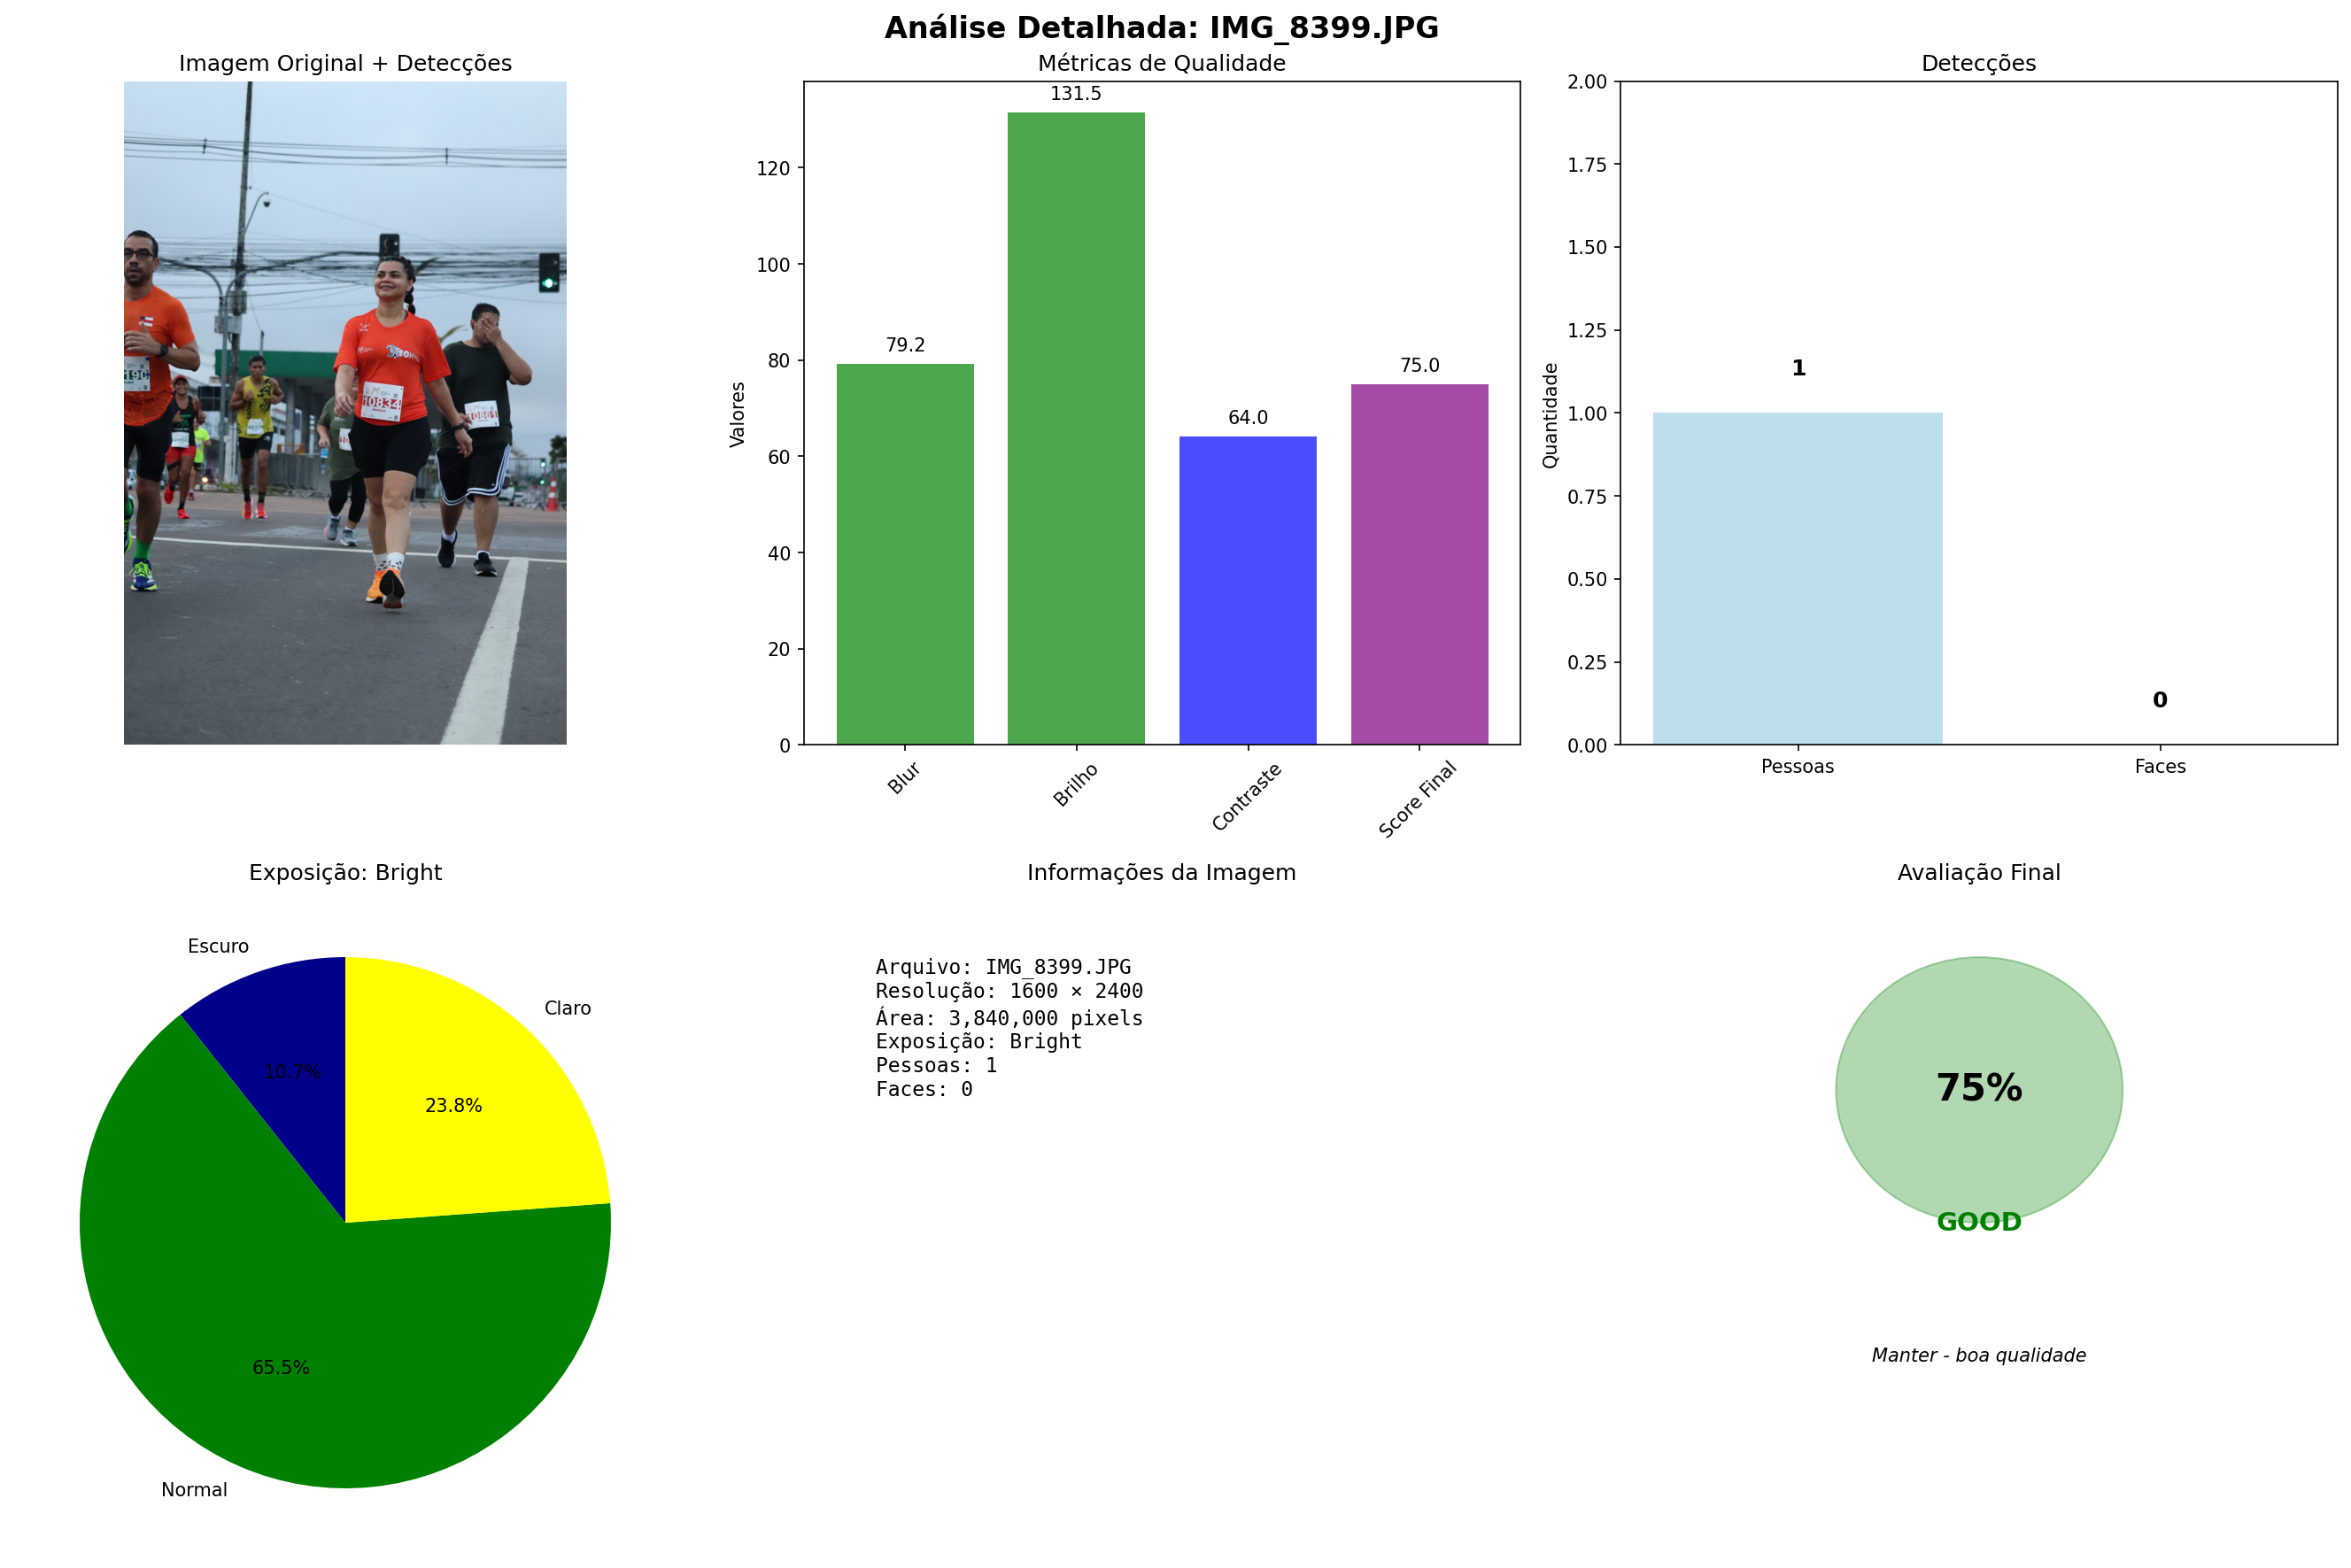 Análise Detalhada: IMG_8399.JPG
Imagem Original + Detecções
10K
190
10834
10861
Métricas de Qualidade
Valores
120
100
80
60
40
20
0
79.2
131.5
64.0
75.0
Blur
Brilho
Contraste
Score Final
Detecções
Quantidade
2.00
1.75
1.50
1.25
1.00
0.75
0.50
0.25
0.00
1
0
Pessoas
Faces
Exposição: Bright
Escuro
Claro
Normal
10.7%
23.8%
65.5%
Informações da Imagem
Arquivo: IMG_8399.JPG
Resolução: 1600 × 2400
Área: 3,840,000 pixels
Exposição: Bright
Pessoas: 1
Faces: 0
Avaliação Final
75%
GOOD
Manter - boa qualidade